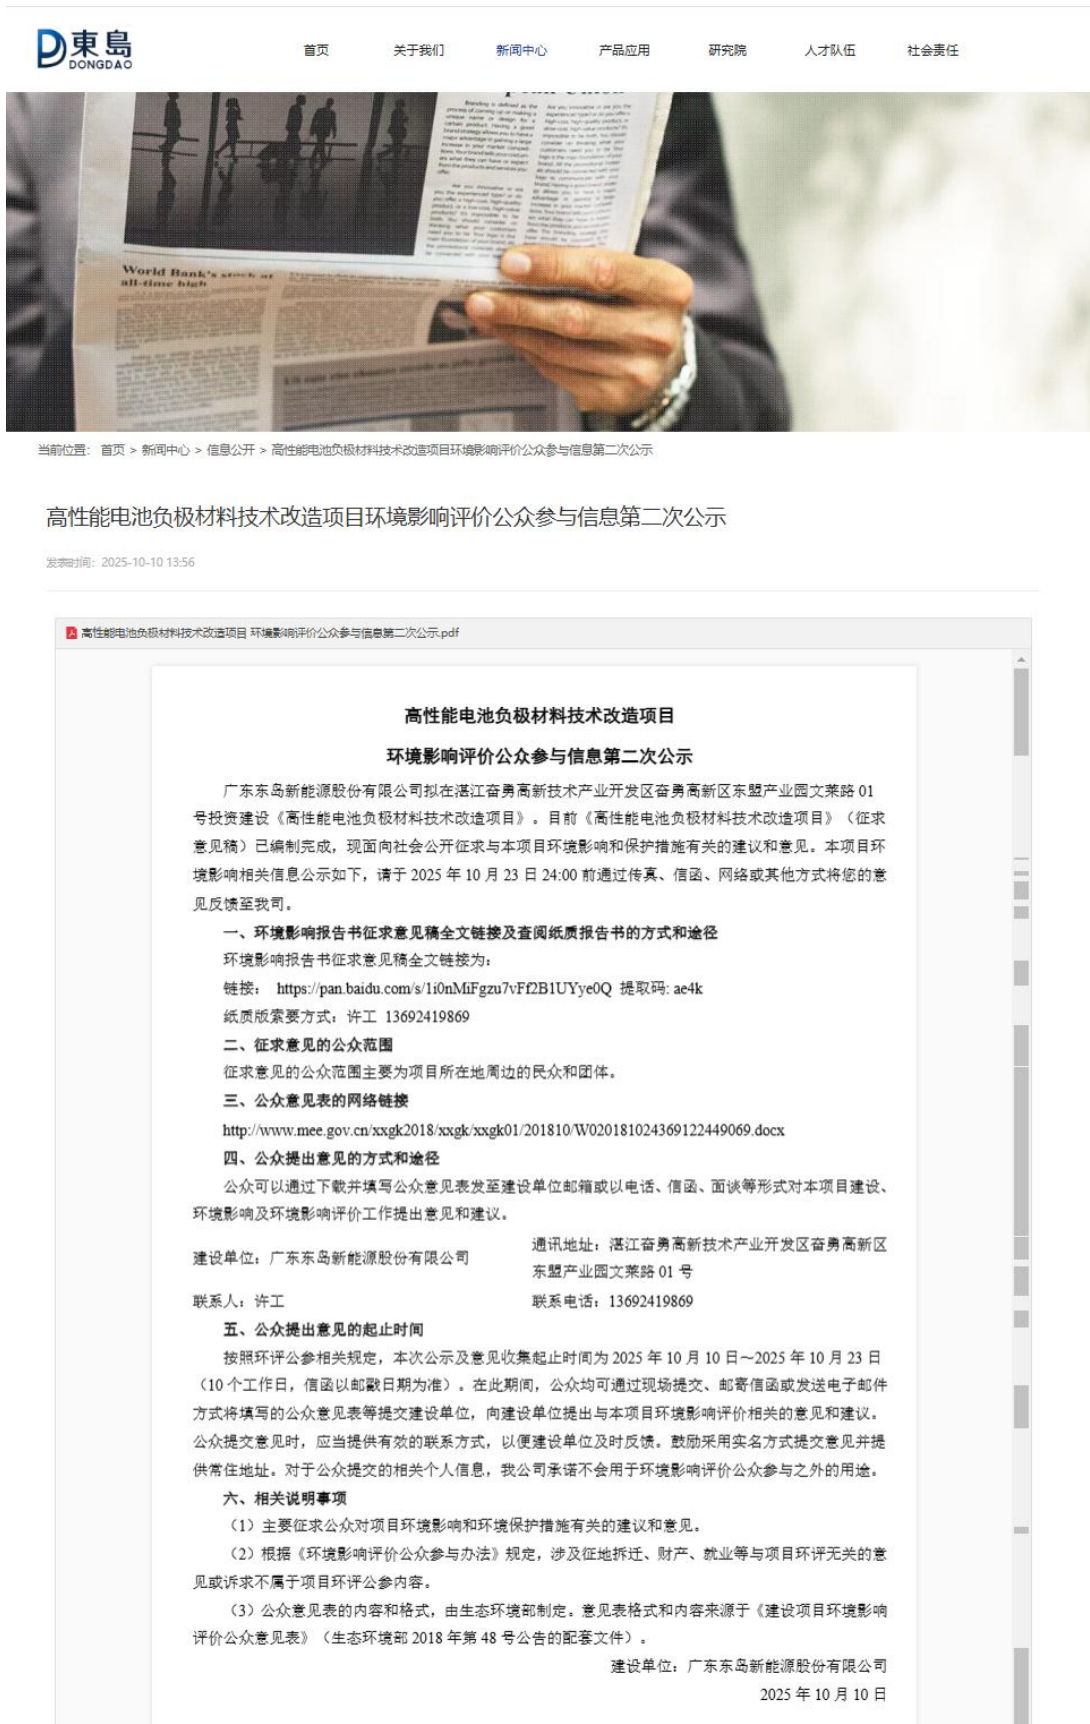 東島
DONGDAO
首页 关于我们 新闻中心 产品应用 研究院 人才队伍 社会责任
World Bank's stock of
all-time high
当前位置： 首页 > 新闻中心 > 信息公开 > 高性能电池负极材料技术改造项目环境影响评价公众参与信息第二次公示
高性能电池负极材料技术改造项目环境影响评价公众参与信息第二次公示
发表时间：2025-10-10 13:56
高性能电池负极材料技术改造项目 环境影响评价公众参与信息第二次公示.pdf
高性能电池负极材料技术改造项目
环境影响评价公众参与信息第二次公示
广东东岛新能源股份有限公司拟在湛江奋勇高新技术产业开发区奋勇高新区东盟产业园文莱路 01
号投资建设《高性能电池负极材料技术改造项目》。目前《高性能电池负极材料技术改造项目》（征求
意见稿）已编制完成，现面向社会公开征求与本项目环境影响和保护措施有关的建议和意见。本项目环
境影响相关信息公示如下，请于 2025 年 10 月 23 日 24:00 前通过传真、信函、网络或其他方式将您的意
见反馈至我司。
一、环境影响报告书征求意见稿全文链接及查阅纸质报告书的方式和途径
环境影响报告书征求意见稿全文链接为：
链接： https://pan.baidu.com/s/1i0nMiFgzu7vFf2B1UYye0Q 提取码: ae4k
纸质版索要方式：许工 13692419869
二、征求意见的公众范围
征求意见的公众范围主要为项目所在地周边的民众和团体。
三、公众意见表的网络链接
http://www.mee.gov.cn/xxgk2018/xxgk/xxgk01/201810/W020181024369122449069.docx
四、公众提出意见的方式和途径
公众可以通过下载并填写公众意见表发至建设单位邮箱或以电话、信函、面谈等形式对本项目建设、
环境影响及环境影响评价工作提出意见和建议。
建设单位：广东东岛新能源股份有限公司
通讯地址：湛江奋勇高新技术产业开发区奋勇高新区
东盟产业园文莱路 01 号
联系人：许工
联系电话：13692419869
五、公众提出意见的起止时间
按照环评公参相关规定，本次公示及意见收集起止时间为 2025 年 10 月 10 日～2025 年 10 月 23 日
（10 个工作日，信函以邮戳日期为准）。在此期间，公众均可通过现场提交、邮寄信函或发送电子邮件
方式将填写的公众意见表等提交建设单位，向建设单位提出与本项目环境影响评价相关的意见和建议。
公众提交意见时，应当提供有效的联系方式，以便建设单位及时反馈。鼓励采用实名方式提交意见并提
供常住地址。对于公众提交的相关个人信息，我公司承诺不会用于环境影响评价公众参与之外的用途。
六、相关说明事项
（1）主要征求公众对项目环境影响和环境保护措施有关的建议和意见。
（2）根据《环境影响评价公众参与办法》规定，涉及征地拆迁、财产、就业等与项目环评无关的意
见或诉求不属于项目环评公参内容。
（3）公众意见表的内容和格式，由生态环境部制定。意见表格式和内容来源于《建设项目环境影响
评价公众意见表》（生态环境部 2018 年第 48 号公告的配套文件）。
建设单位：广东东岛新能源股份有限公司
2025 年 10 月 10 日